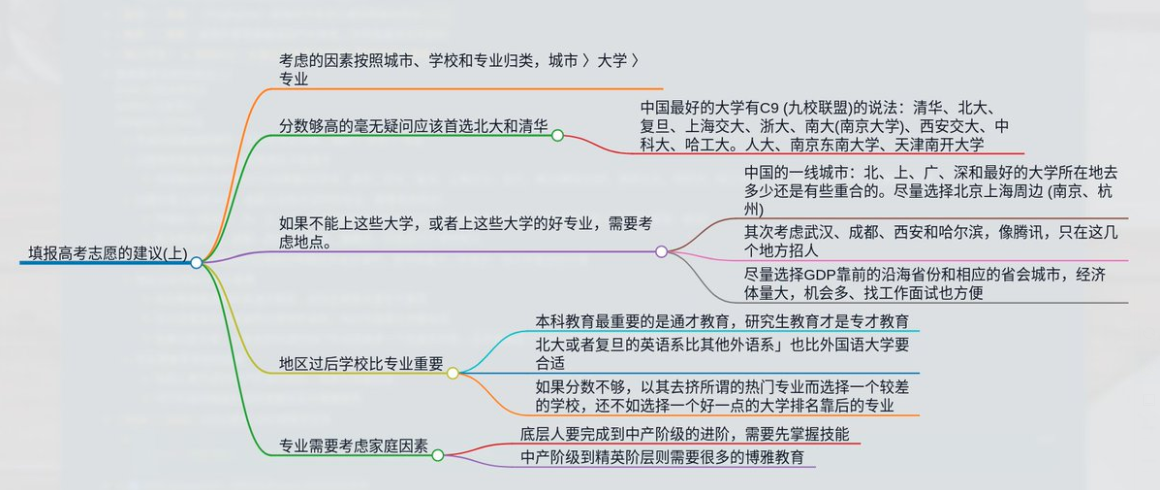 考虑的因素按照城市、学校和专业归类，城市 〉大学 〉
专业
分数够高的毫无疑问应该首选北大和清华
中国最好的大学有C9 (九校联盟)的说法：清华、北大、
复旦、上海交大、浙大、南大(南京大学)、西安交大、中
科大、哈工大。人大、南京东南大学、天津南开大学
如果不能上这些大学，或者上这些大学的好专业，需要考
虑地点。
中国的一线城市：北、上、广、深和最好的大学所在地去
多少还是有些重合的。尽量选择北京上海周边 (南京、杭
州)
其次考虑武汉、成都、西安和哈尔滨，像腾讯，只在这几
个地方招人
尽量选择GDP靠前的沿海省份和相应的省会城市，经济
体量大，机会多、找工作面试也方便
填报高考志愿的建议(上)
地区过后学校比专业重要
本科教育最重要的是通才教育，研究生教育才是专才教育
北大或者复旦的英语系比其他外语系」也比外国语大学要
合适
如果分数不够，以其去挤所谓的热门专业而选择一个较差
的学校，还不如选择一个好一点的大学排名靠后的专业
专业需要考虑家庭因素
底层人要完成到中产阶级的进阶，需要先掌握技能
中产阶级到精英阶层则需要很多的博雅教育